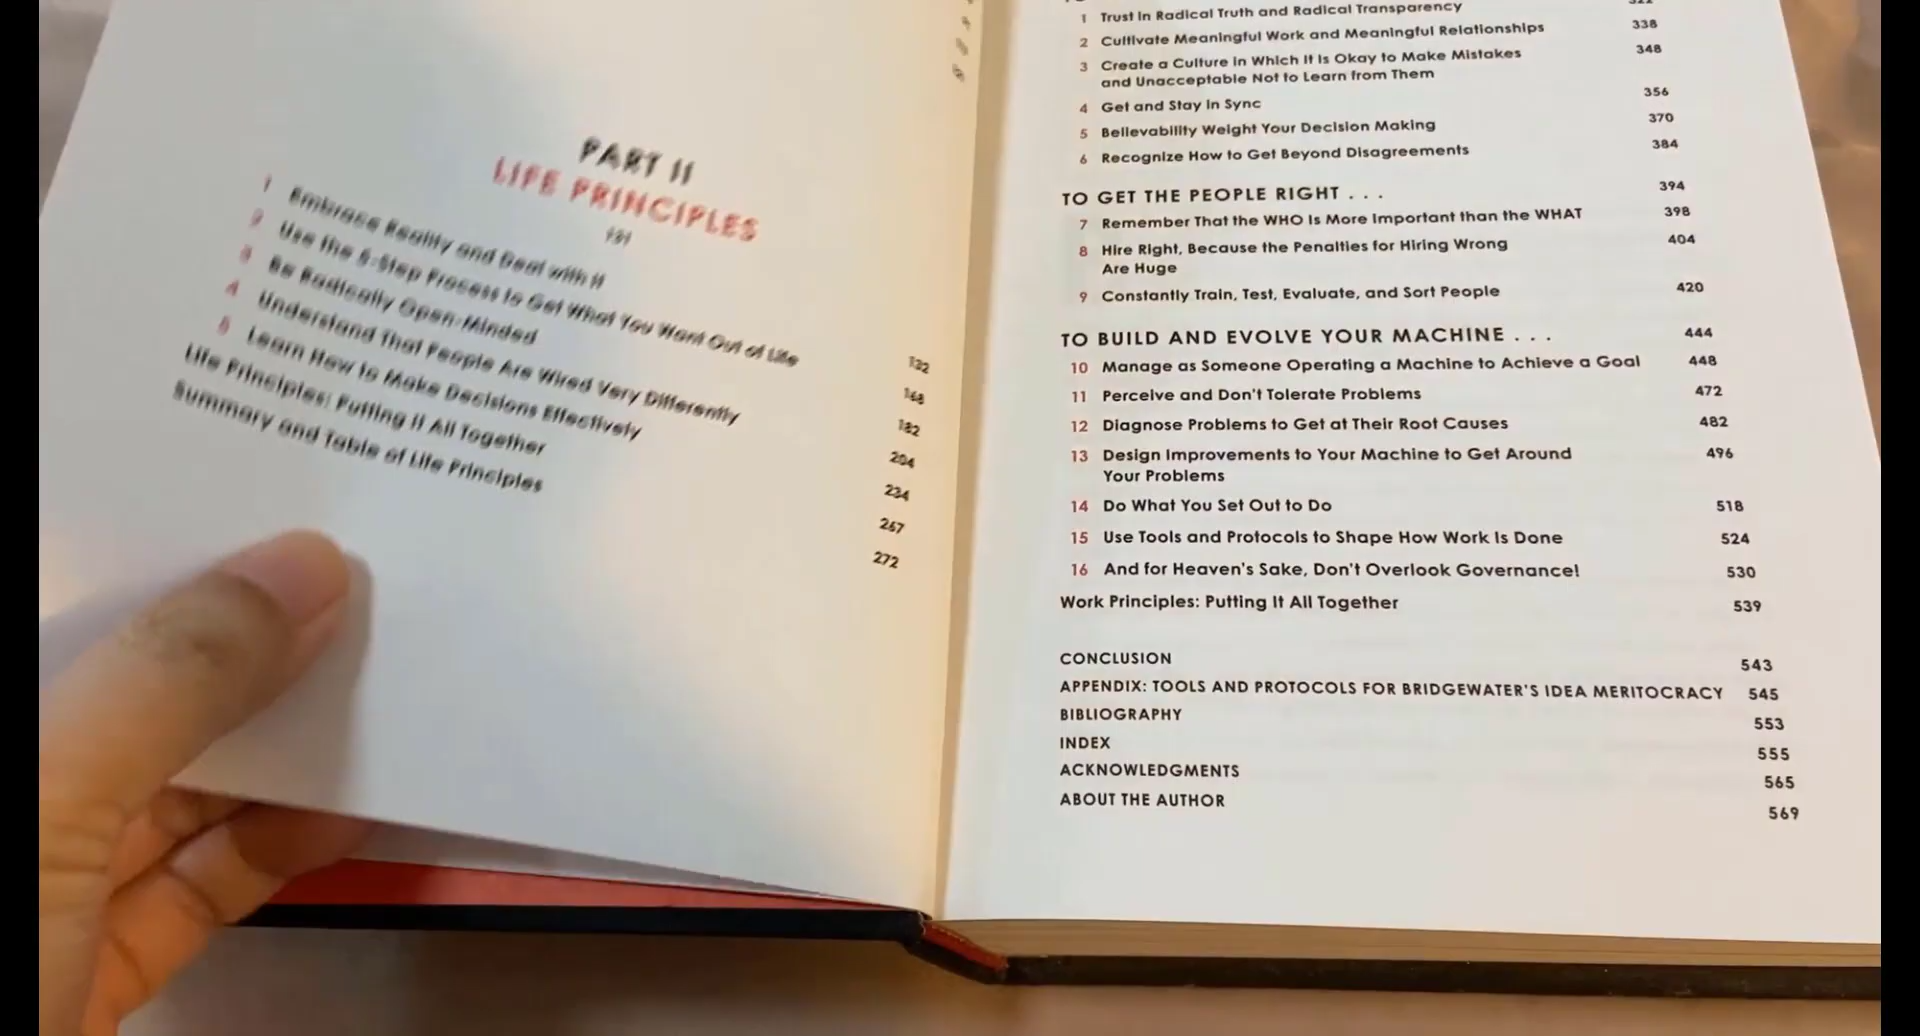 PART II
LIFE PRINCIPLES
1 Embrace Reality and Deal with It 132
2 Use the 5-Step Process to Get What You Want Out of Life 168
3 Be Radically Open-Minded 182
4 Understand That People Are Wired Very Differently 204
5 Learn How to Make Decisions Effectively 234
Life Principles: Putting It All Together 267
Summary and Table of Life Principles 272
1 Trust in Radical Truth and Radical Transparency
2 Cultivate Meaningful Work and Meaningful Relationships 338
3 Create a Culture in Which It Is Okay to Make Mistakes 348
and Unacceptable Not to Learn from Them
4 Get and Stay in Sync 356
5 Believability Weight Your Decision Making 370
6 Recognize How to Get Beyond Disagreements 384
TO GET THE PEOPLE RIGHT . . . 394
7 Remember That the WHO Is More Important than the WHAT 398
8 Hire Right, Because the Penalties for Hiring Wrong 404
Are Huge
9 Constantly Train, Test, Evaluate, and Sort People 420
TO BUILD AND EVOLVE YOUR MACHINE . . . 444
10 Manage as Someone Operating a Machine to Achieve a Goal 448
11 Perceive and Don't Tolerate Problems 472
12 Diagnose Problems to Get at Their Root Causes 482
13 Design Improvements to Your Machine to Get Around 496
Your Problems
14 Do What You Set Out to Do 518
15 Use Tools and Protocols to Shape How Work Is Done 524
16 And for Heaven's Sake, Don't Overlook Governance! 530
Work Principles: Putting It All Together 539
CONCLUSION 543
APPENDIX: TOOLS AND PROTOCOLS FOR BRIDGEWATER'S IDEA MERITOCRACY 545
BIBLIOGRAPHY 553
INDEX 555
ACKNOWLEDGMENTS 565
ABOUT THE AUTHOR 569